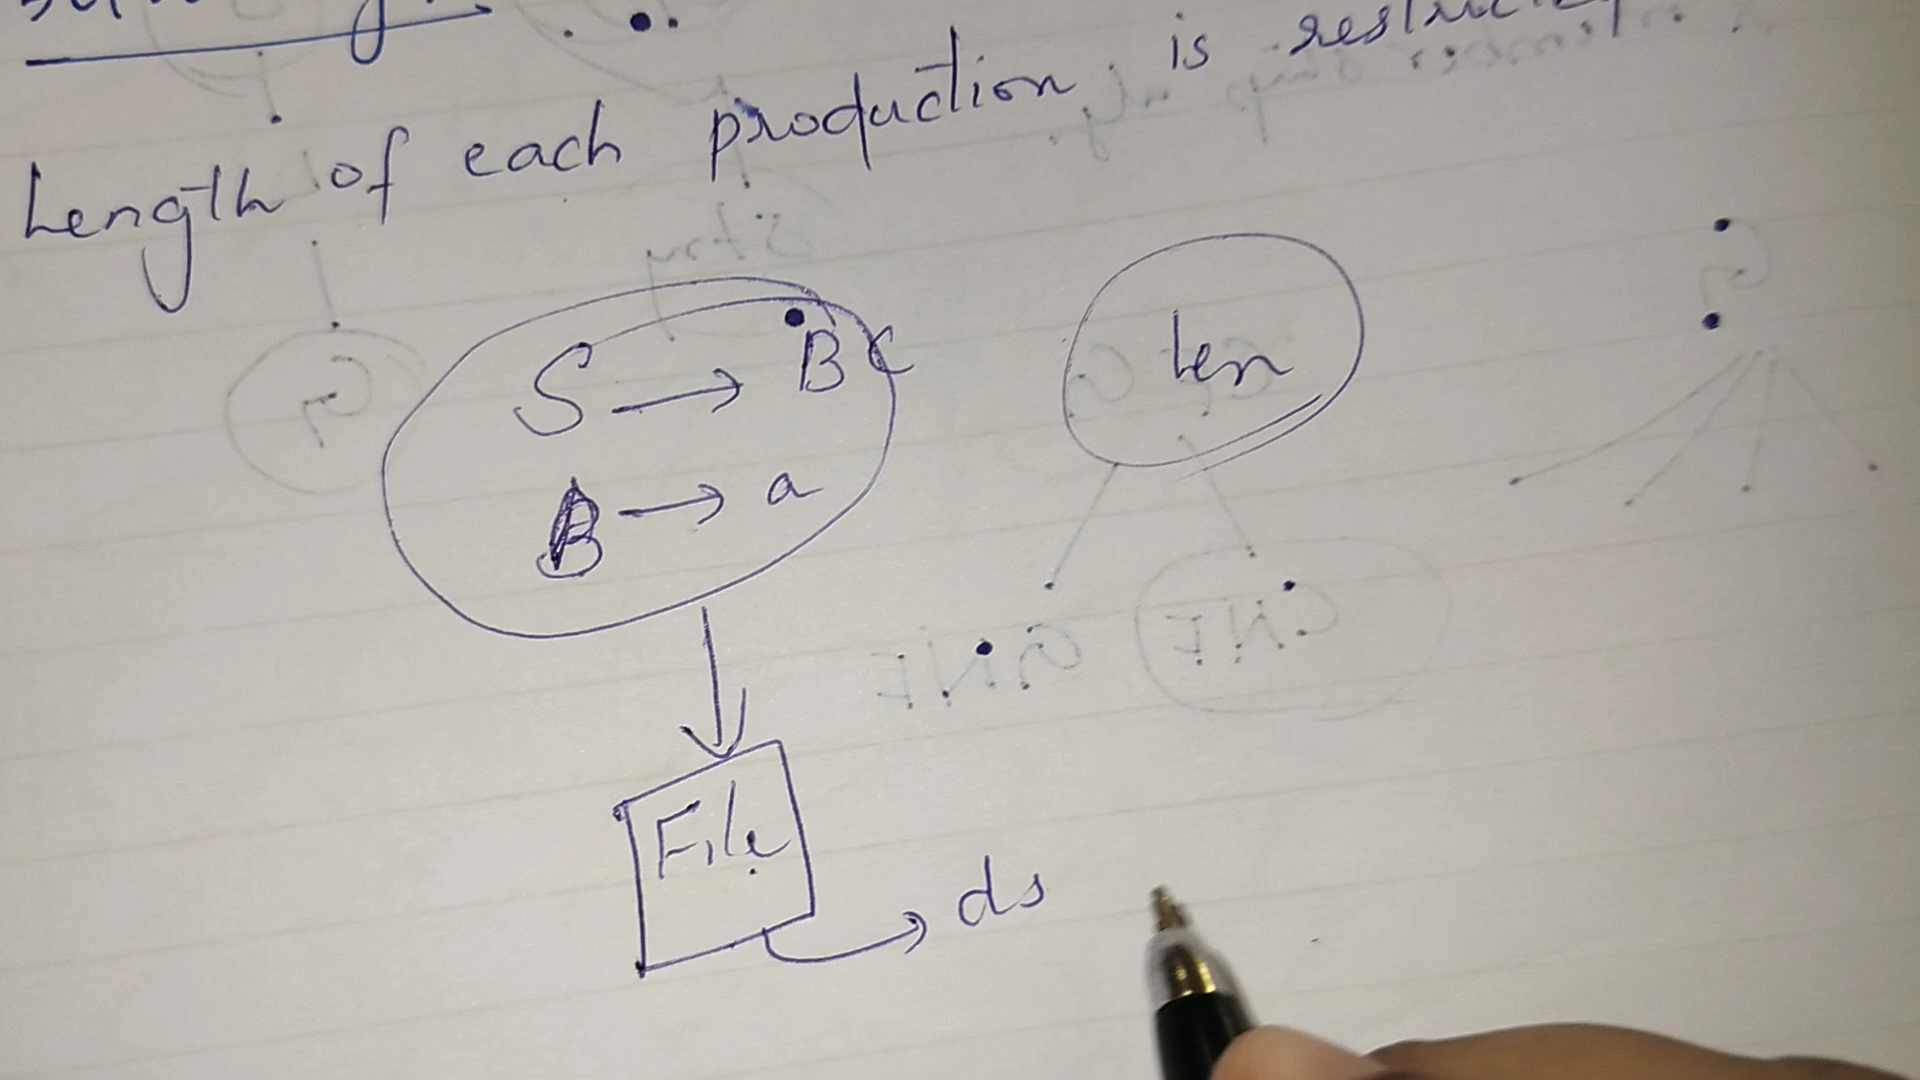 Length of each production is
S → BC
len
B → a
File
ds